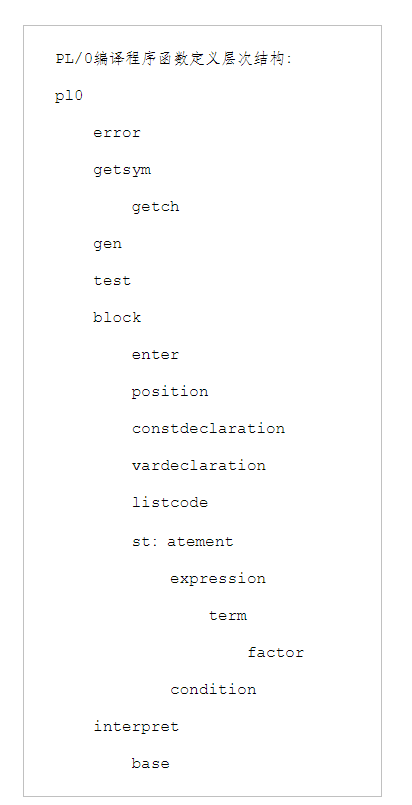 PL/0编译程序函数定义层次结构:
pl0
error
getsym
getch
gen
test
block
enter
position
constdeclaration
vardeclaration
listcode
st: atement
expression
term
factor
condition
interpret
base